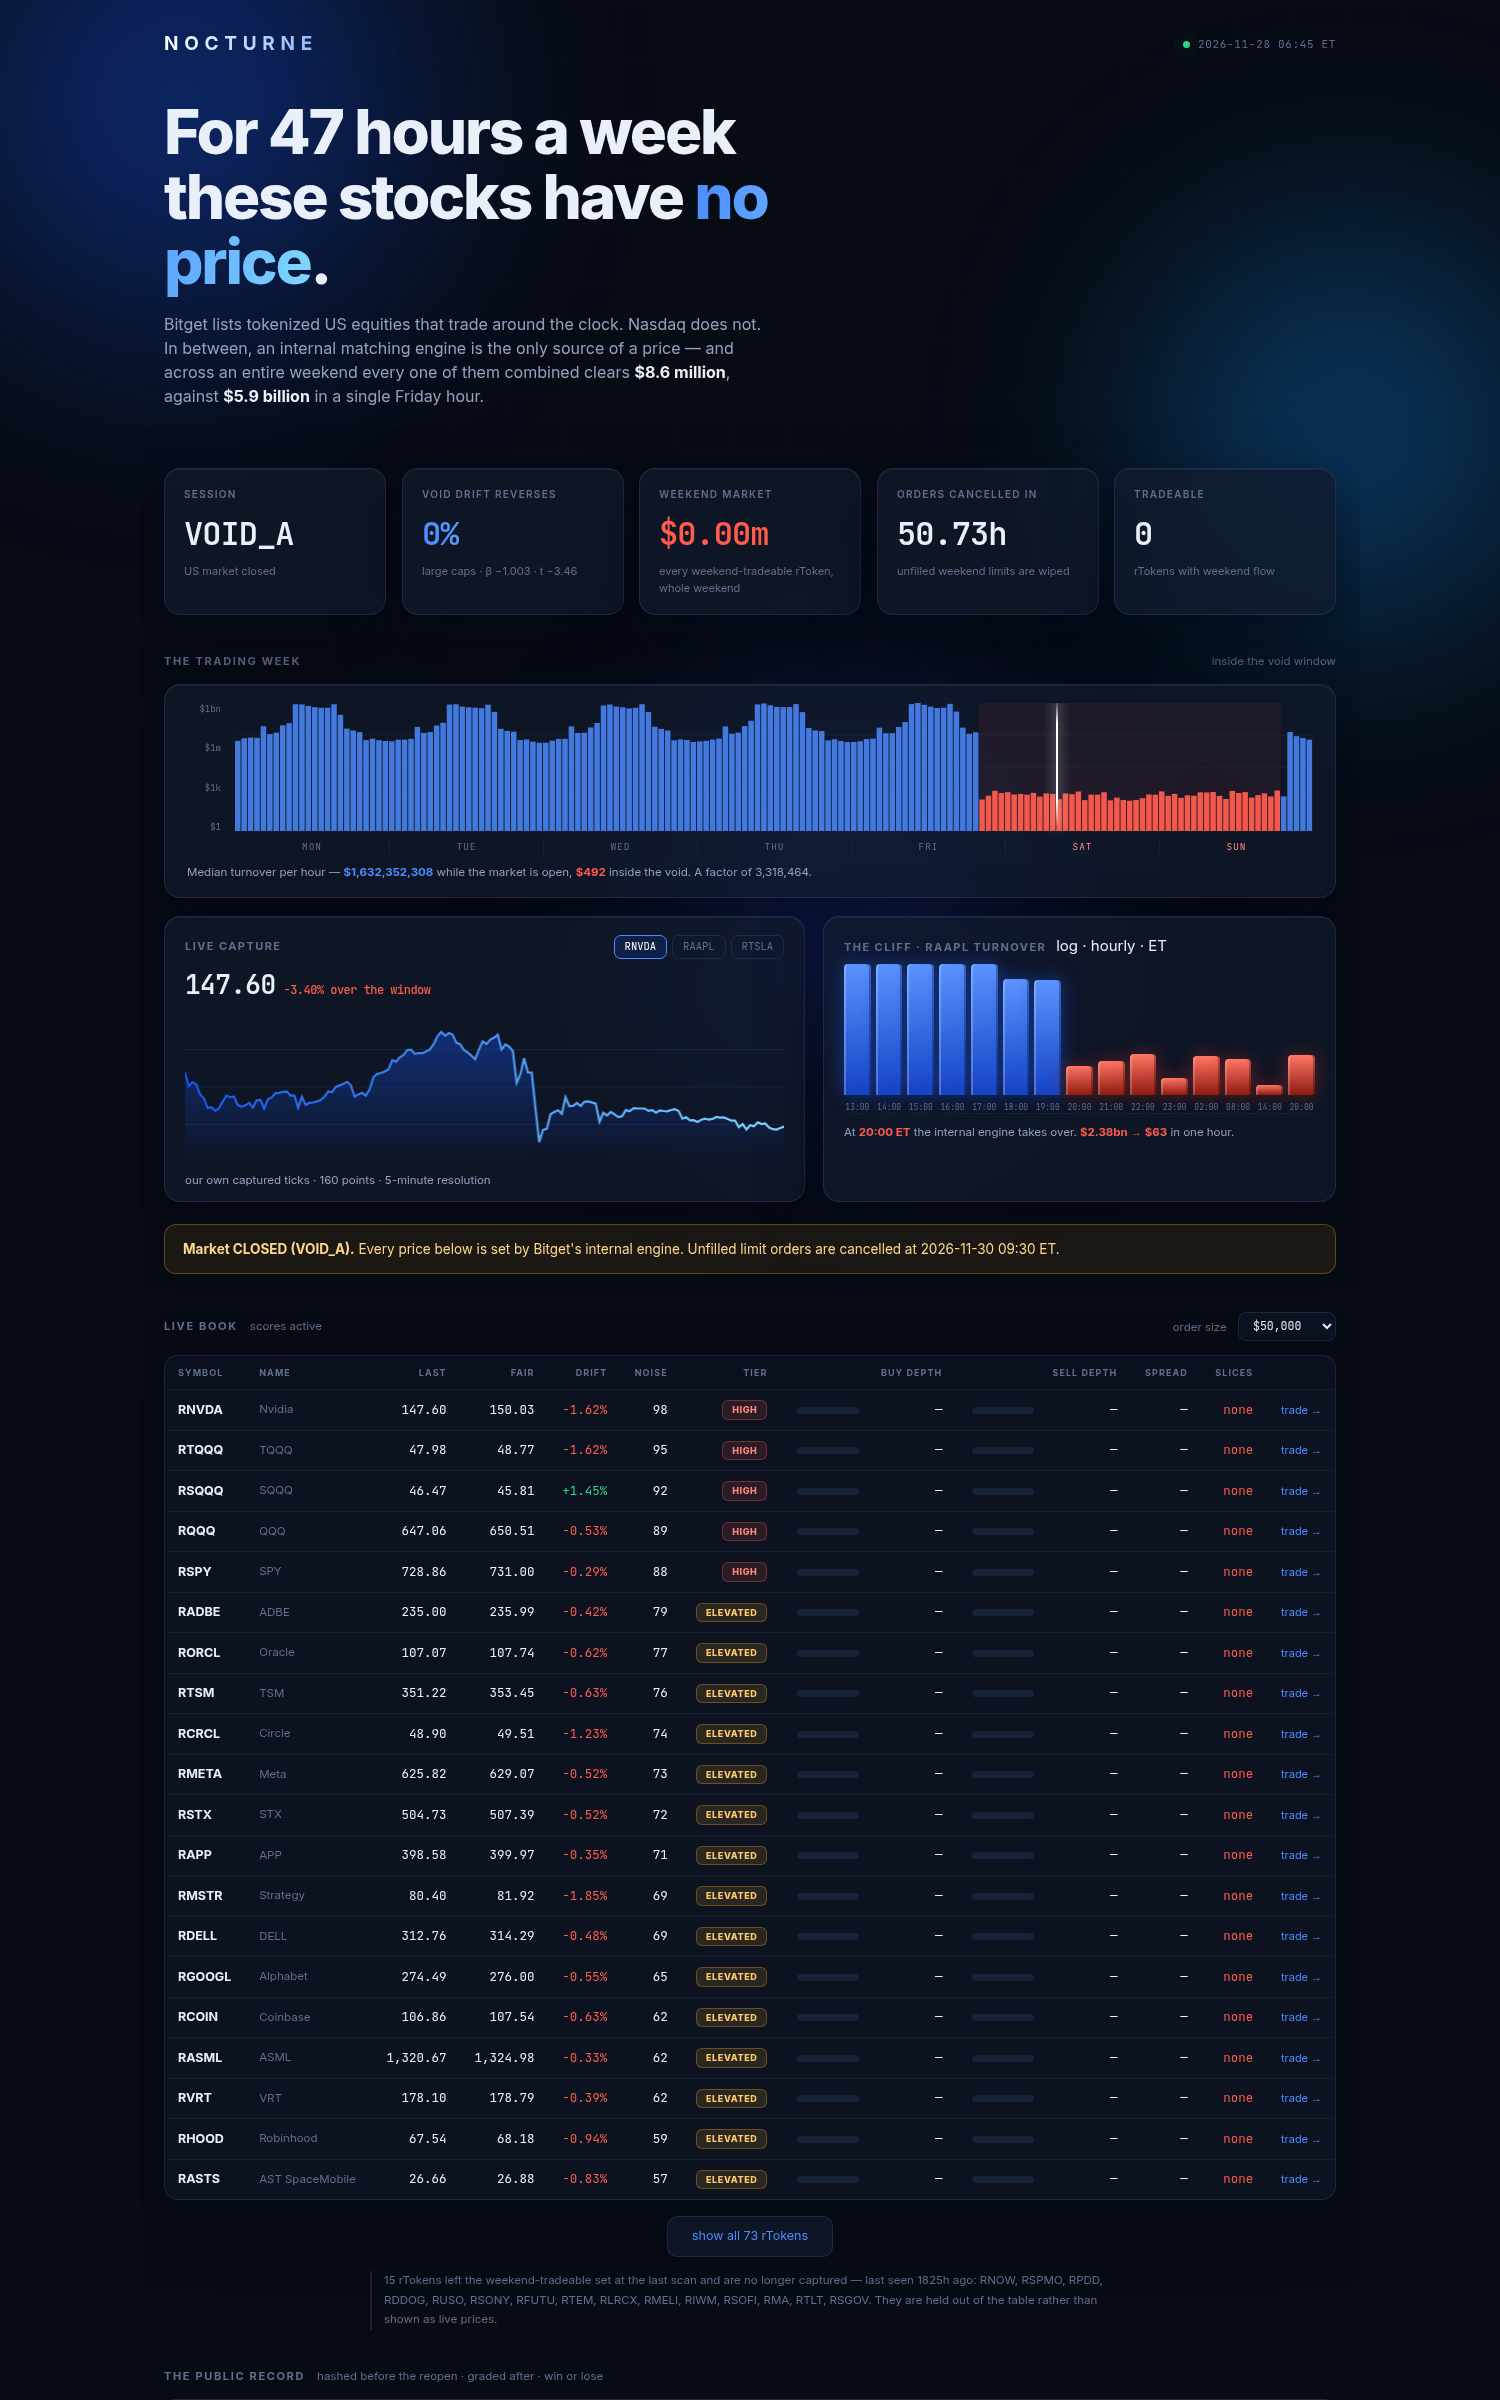 NOCTURNE
2026-11-28 06:45 ET
For 47 hours a week
these stocks have no
price.
Bitget lists tokenized US equities that trade around the clock. Nasdaq does not.
In between, an internal matching engine is the only source of a price — and
across an entire weekend every one of them combined clears $8.6 million,
against $5.9 billion in a single Friday hour.
SESSION
VOID_A
US market closed
VOID DRIFT REVERSES
0%
large caps · β −1.003 · t −3.46
WEEKEND MARKET
$0.00m
every weekend-tradeable rToken,
whole weekend
ORDERS CANCELLED IN
50.73h
unfilled weekend limits are wiped
TRADEABLE
0
rTokens with weekend flow
THE TRADING WEEK
inside the void window
$1bn
$1m
$1k
$1
MON TUE WED THU FRI SAT SUN
Median turnover per hour — $1,632,352,308 while the market is open, $492 inside the void. A factor of 3,318,464.
LIVE CAPTURE
RNVDA RAAPL RTSLA
147.60 -3.40% over the window
our own captured ticks · 160 points · 5-minute resolution
THE CLIFF · RAAPL TURNOVER log · hourly · ET
13:00 14:00 15:00 16:00 17:00 18:00 19:00 20:00 21:00 22:00 23:00 02:00 08:00 14:00 20:00
At 20:00 ET the internal engine takes over. $2.38bn → $63 in one hour.
Market CLOSED (VOID_A). Every price below is set by Bitget's internal engine. Unfilled limit orders are cancelled at 2026-11-30 09:30 ET.
LIVE BOOK scores active
order size $50,000
SYMBOL NAME LAST FAIR DRIFT NOISE TIER BUY DEPTH SELL DEPTH SPREAD SLICES
RNVDA Nvidia 147.60 150.03 -1.62% 98 HIGH — — — none trade →
RTQQQ TQQQ 47.98 48.77 -1.62% 95 HIGH — — — none trade →
RSQQQ SQQQ 46.47 45.81 +1.45% 92 HIGH — — — none trade →
RQQQ QQQ 647.06 650.51 -0.53% 89 HIGH — — — none trade →
RSPY SPY 728.86 731.00 -0.29% 88 HIGH — — — none trade →
RADBE ADBE 235.00 235.99 -0.42% 79 ELEVATED — — — none trade →
RORCL Oracle 107.07 107.74 -0.62% 77 ELEVATED — — — none trade →
RTSM TSM 351.22 353.45 -0.63% 76 ELEVATED — — — none trade →
RCRCL Circle 48.90 49.51 -1.23% 74 ELEVATED — — — none trade →
RMETA Meta 625.82 629.07 -0.52% 73 ELEVATED — — — none trade →
RSTX STX 504.73 507.39 -0.52% 72 ELEVATED — — — none trade →
RAPP APP 398.58 399.97 -0.35% 71 ELEVATED — — — none trade →
RMSTR Strategy 80.40 81.92 -1.85% 69 ELEVATED — — — none trade →
RDELL DELL 312.76 314.29 -0.48% 69 ELEVATED — — — none trade →
RGOOGL Alphabet 274.49 276.00 -0.55% 65 ELEVATED — — — none trade →
RCOIN Coinbase 106.86 107.54 -0.63% 62 ELEVATED — — — none trade →
RASML ASML 1,320.67 1,324.98 -0.33% 62 ELEVATED — — — none trade →
RVRT VRT 178.10 178.79 -0.39% 62 ELEVATED — — — none trade →
RHOOD Robinhood 67.54 68.18 -0.94% 59 ELEVATED — — — none trade →
RASTS AST SpaceMobile 26.66 26.88 -0.83% 57 ELEVATED — — — none trade →
show all 73 rTokens
15 rTokens left the weekend-tradeable set at the last scan and are no longer captured — last seen 1825h ago: RNOW, RSPMO, RPDD,
RDDOG, RUSO, RSONY, RFUTU, RTEM, RLRCX, RMELI, RIWM, RSOFI, RMA, RTLT, RSGOV. They are held out of the table rather than
shown as live prices.
THE PUBLIC RECORD hashed before the reopen · graded after · win or lose